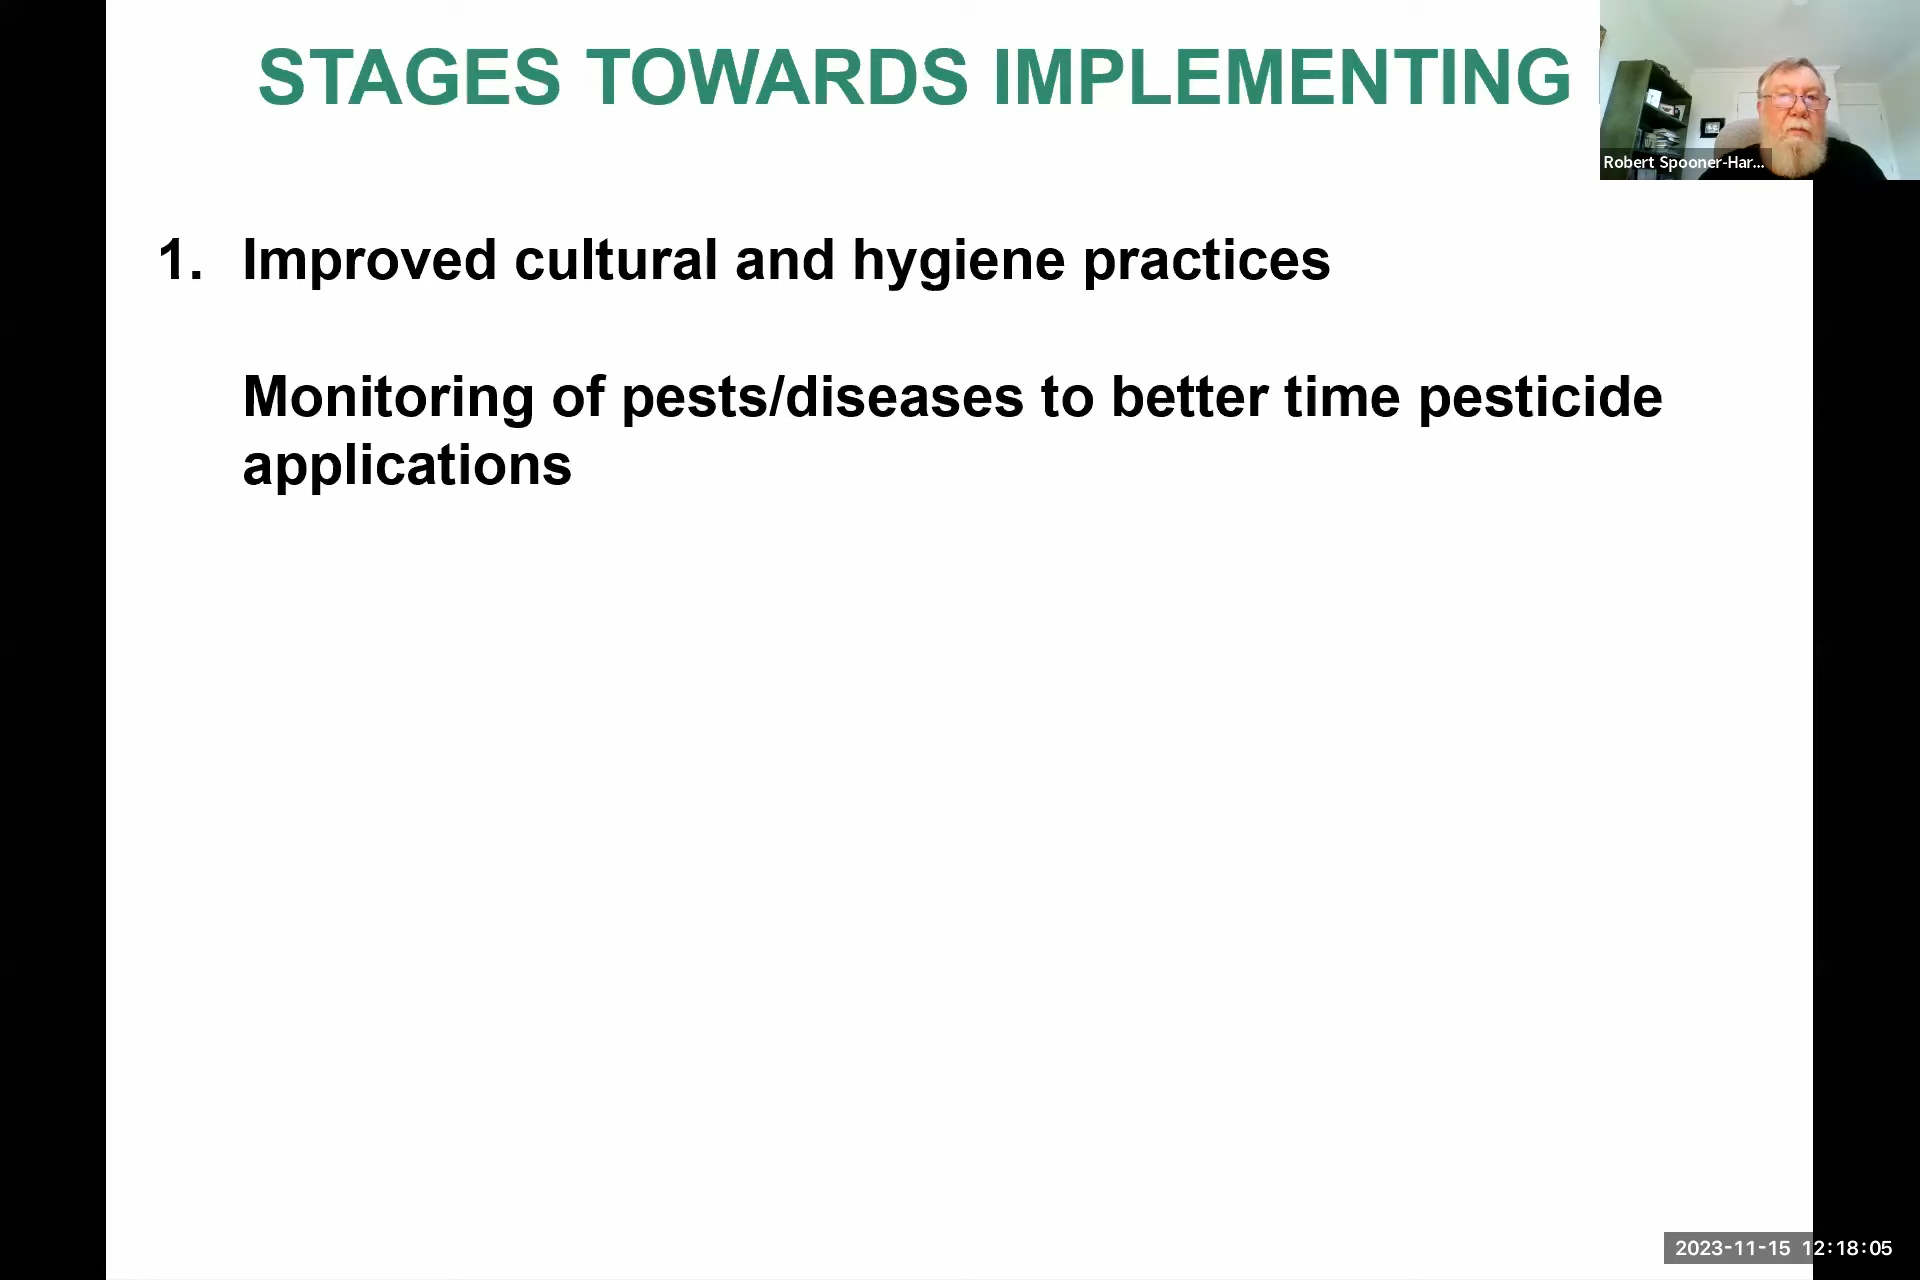 STAGES TOWARDS IMPLEMENTING
Robert Spooner-Har...
1. Improved cultural and hygiene practices
Monitoring of pests/diseases to better time pesticide
applications
2023-11-15 12:18:05